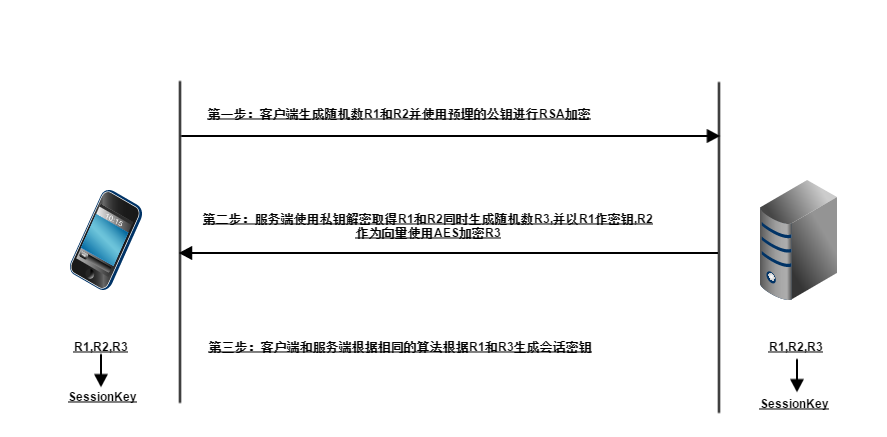 第一步：客户端生成随机数R1和R2并使用预埋的公钥进行RSA加密
10:15
第二步：服务端使用私钥解密取得R1和R2同时生成随机数R3,并以R1作密钥,R2
作为向量使用AES加密R3
R1,R2,R3
第三步：客户端和服务端根据相同的算法根据R1和R3生成会话密钥
R1,R2,R3
SessionKey
SessionKey